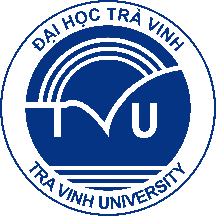 ĐẠI HỌC TRÀ VINH
TVU
TRA VINH UNIVERSITY